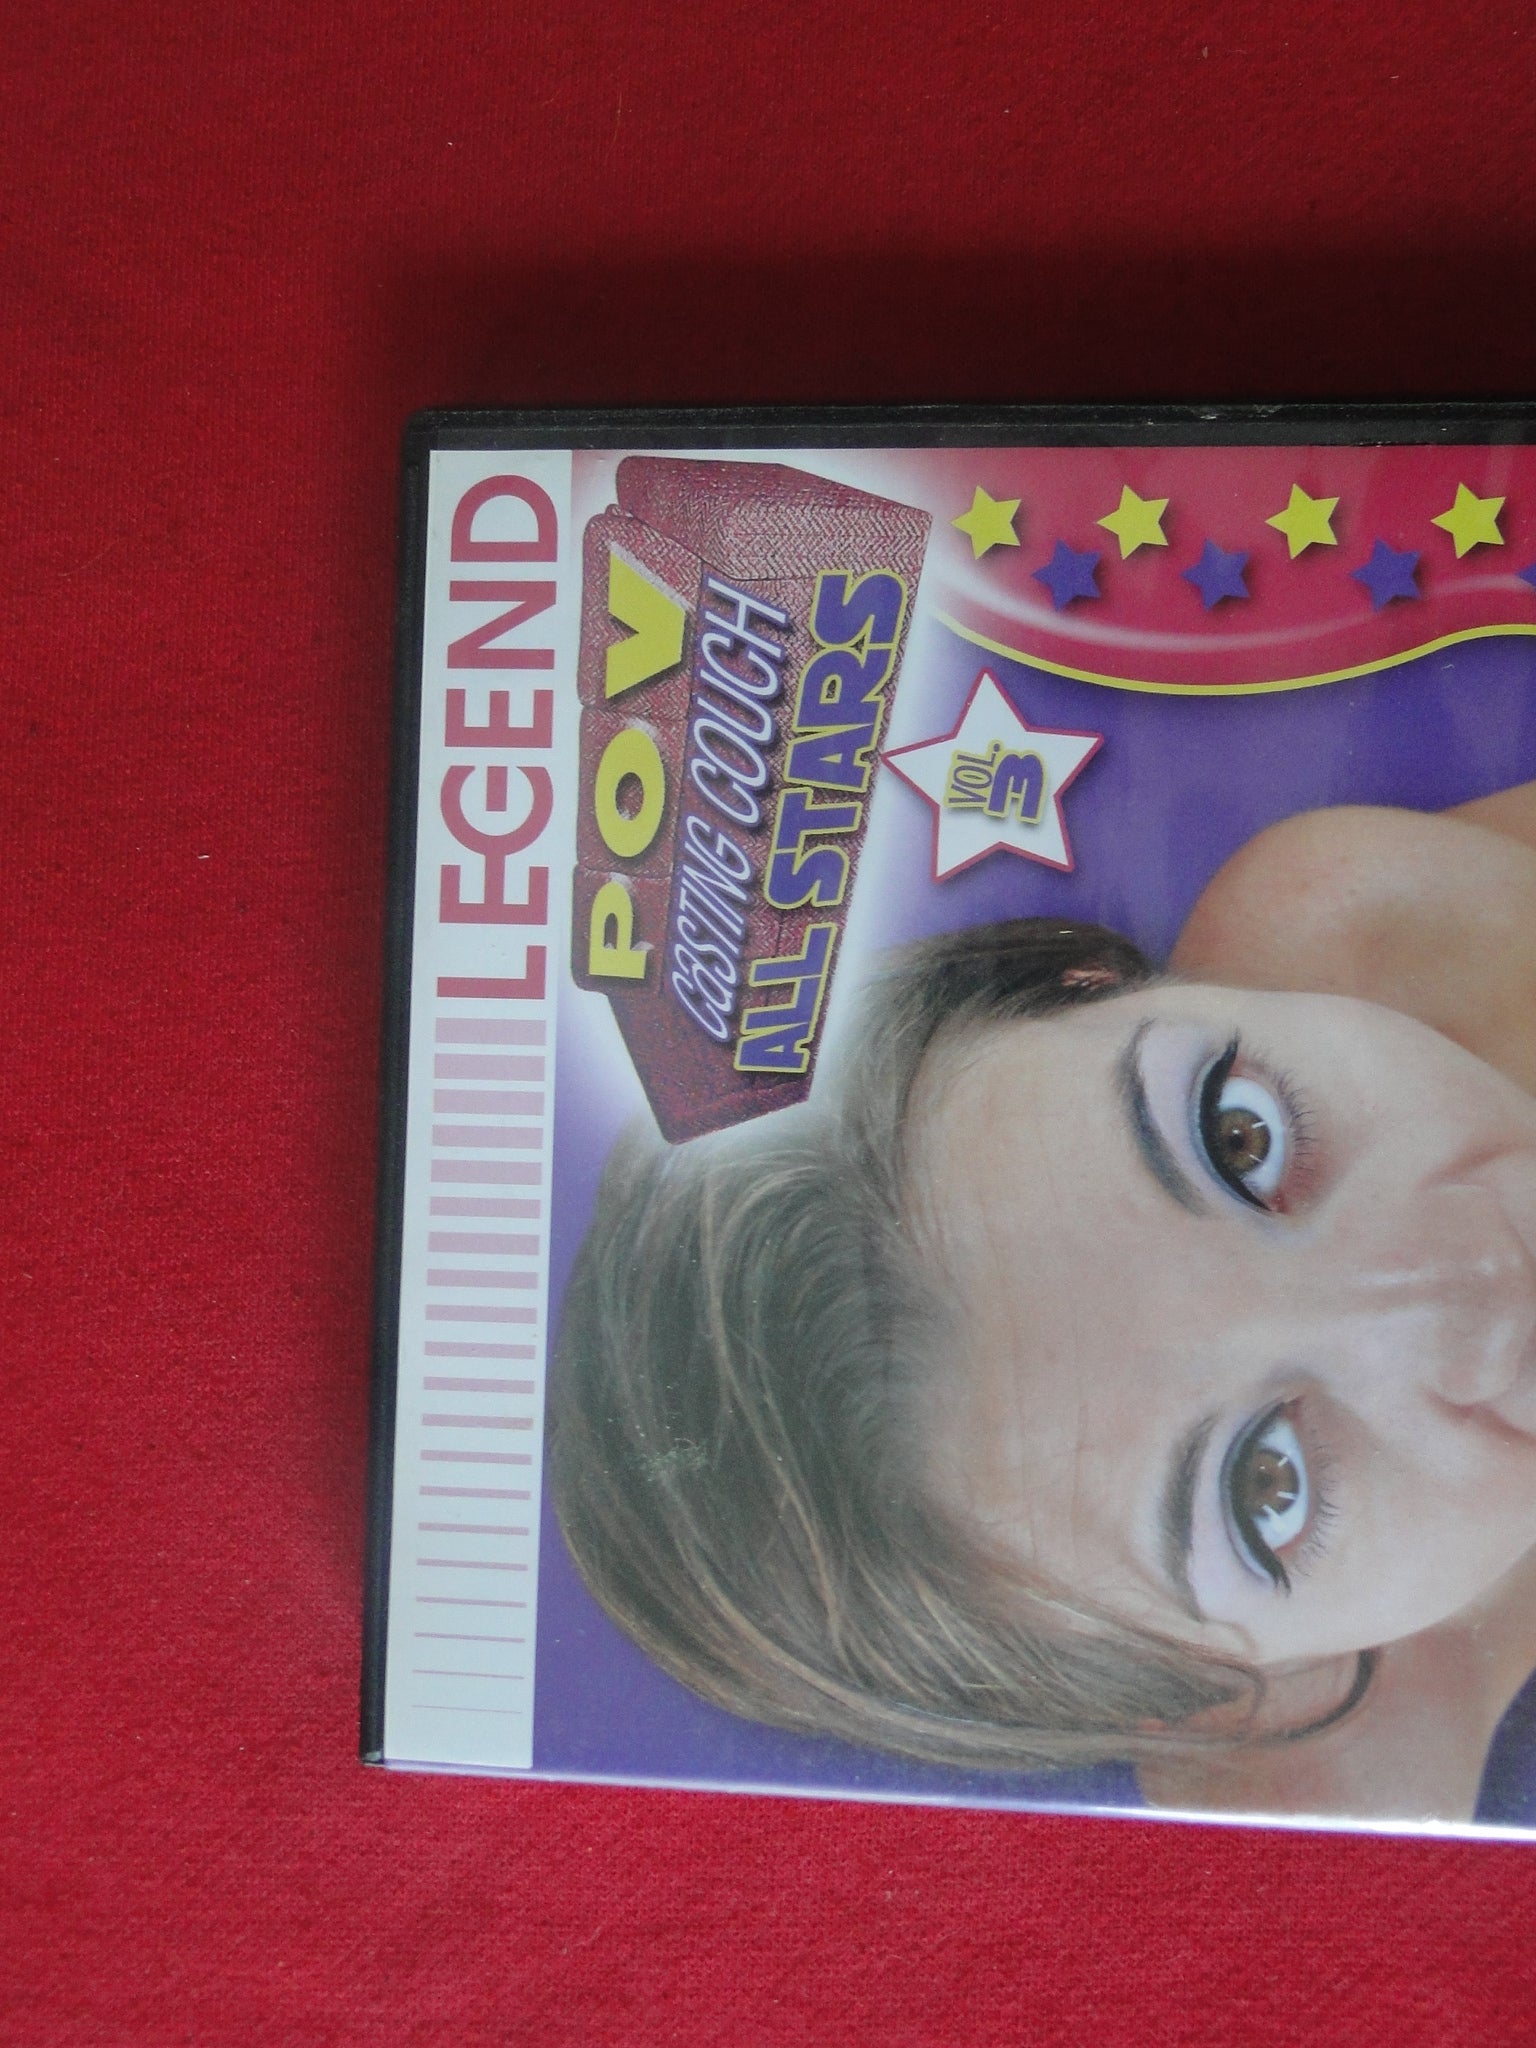 LEGEND
POV
CASTING COUCH
ALL STARS
VOL.
3